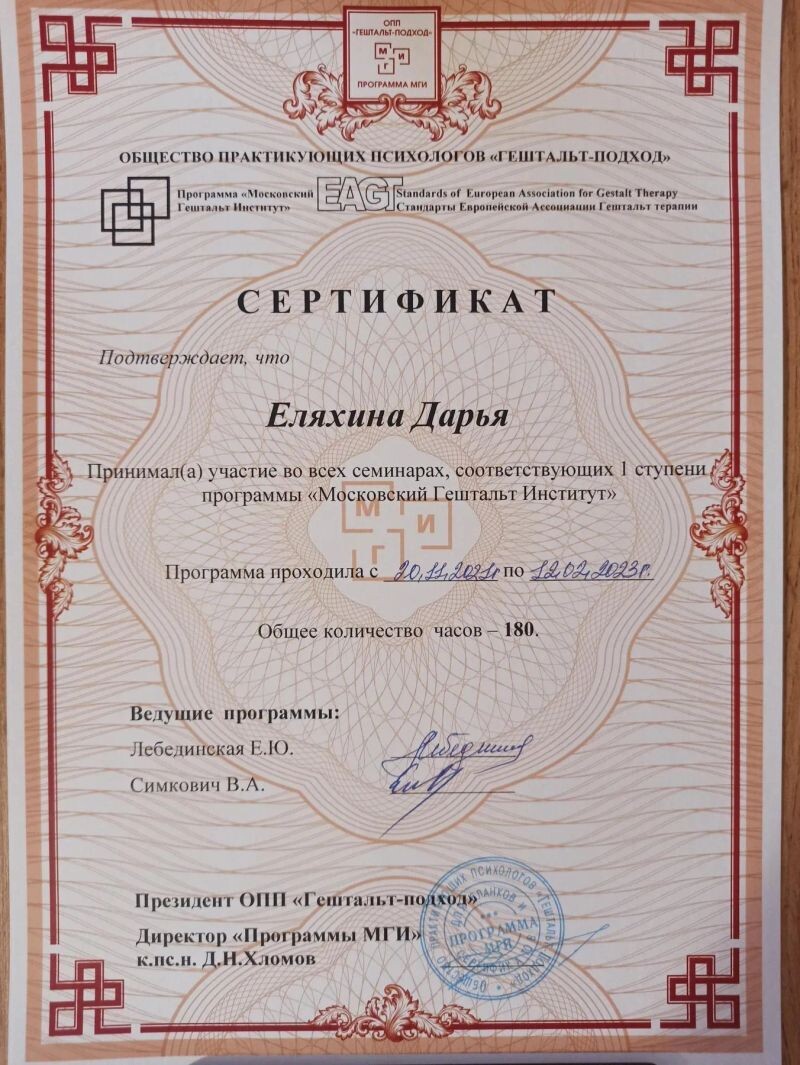 ОПП
«ГЕШТАЛЬТ-ПОДХОД»
М
И
Г
ПРОГРАММА МГИ
ОБЩЕСТВО ПРАКТИКУЮЩИХ ПСИХОЛОГОВ «ГЕШТАЛЬТ-ПОДХОД»
Программа «Московский
Гештальт Институт»
EAGT
Standards of European Association for Gestalt Therapy
Стандарты Европейской Ассоциации Гештальт терапии
СЕРТИФИКАТ
Подтверждает, что
Еляхина Дарья
Принимал(а) участие во всех семинарах, соответствующих 1 ступени
программы «Московский Гештальт Институт»
М
И
Г
Программа проходила с 20.11.2021г по 12.02.2023г.
Общее количество часов – 180.
Ведущие программы:
Лебединская Е.Ю.
Симкович В.А.
Президент ОПП «Гештальт-подход»
Директор «Программы МГИ»
к.пс.н. Д.Н.Хломов
ПРОГРАММА